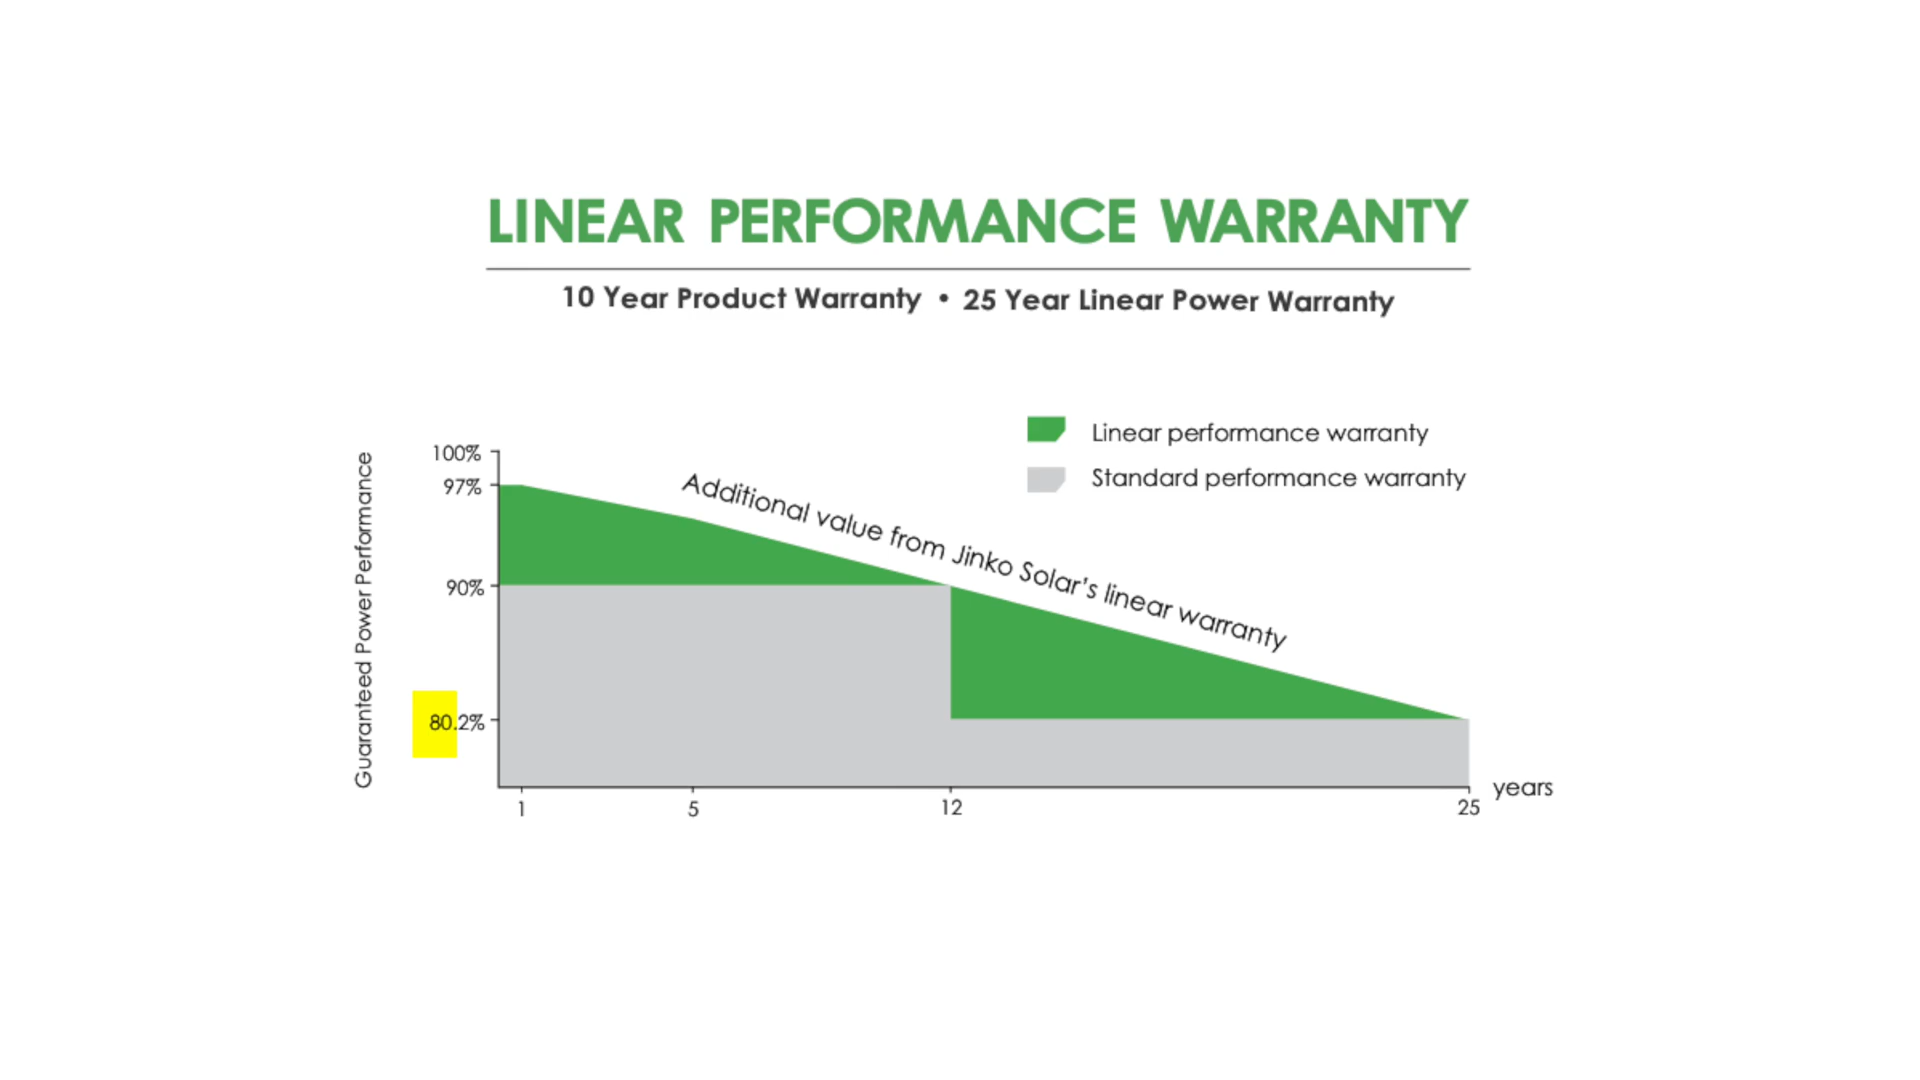 LINEAR PERFORMANCE WARRANTY
10 Year Product Warranty • 25 Year Linear Power Warranty
Linear performance warranty
Standard performance warranty
Guaranteed Power Performance
100%
97%
90%
80.2%
Additional value from Jinko Solar's linear warranty
1 5 12 25 years